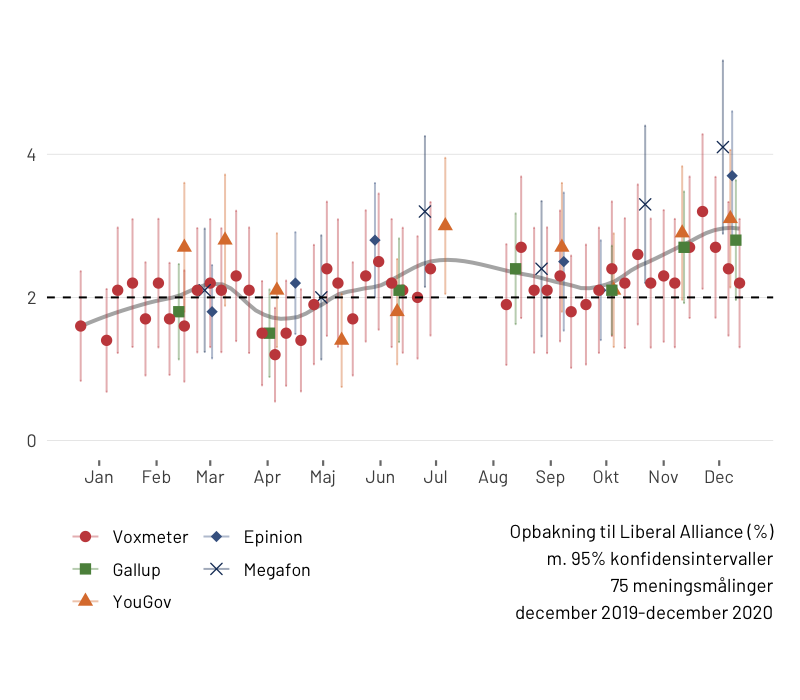 4
2
0
Jan Feb Mar Apr Maj Jun Jul Aug Sep Okt Nov Dec
Voxmeter Epinion
Gallup Megafon
YouGov
Opbakning til Liberal Alliance (%)
m. 95% konfidensintervaller
75 meningsmålinger
december 2019-december 2020